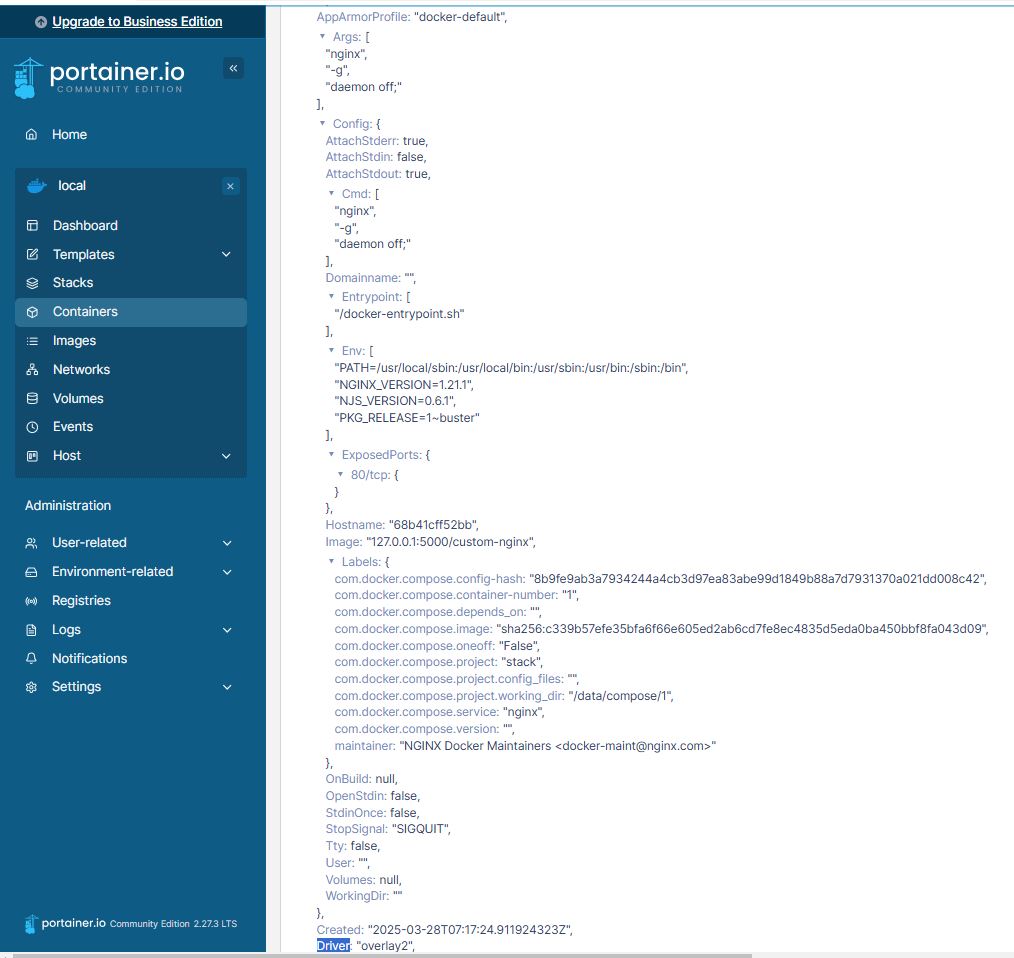 Upgrade to Business Edition
portainer.io
COMMUNITY EDITION
Home
local
Dashboard
Templates
Stacks
Containers
Images
Networks
Volumes
Events
Host
Administration
User-related
Environment-related
Registries
Logs
Notifications
Settings
portainer.io Community Edition 2.27.3 LTS
AppArmorProfile: "docker-default",
Args: [
"nginx",
"-g",
"daemon off;"
],
Config: {
AttachStderr: true,
AttachStdin: false,
AttachStdout: true,
Cmd: [
"nginx",
"-g",
"daemon off;"
],
Domainname: "",
Entrypoint: [
"/docker-entrypoint.sh"
],
Env: [
"PATH=/usr/local/sbin:/usr/local/bin:/usr/sbin:/usr/bin:/sbin:/bin",
"NGINX_VERSION=1.21.1",
"NJS_VERSION=0.6.1",
"PKG_RELEASE=1~buster"
],
ExposedPorts: {
80/tcp: {
}
},
Hostname: "68b41cff52bb",
Image: "127.0.0.1:5000/custom-nginx",
Labels: {
com.docker.compose.config-hash: "8b9fe9ab3a7934244a4cb3d97ea83abe99d1849b88a7d7931370a021dd008c42",
com.docker.compose.container-number: "1",
com.docker.compose.depends_on: "",
com.docker.compose.image: "sha256:c339b57efe35bfa6f66e605ed2ab6cd7fe8ec4835d5eda0ba450bbf8fa043d09",
com.docker.compose.oneoff: "False",
com.docker.compose.project: "stack",
com.docker.compose.project.config_files: "",
com.docker.compose.project.working_dir: "/data/compose/1",
com.docker.compose.service: "nginx",
com.docker.compose.version: "",
maintainer: "NGINX Docker Maintainers <docker-maint@nginx.com>"
},
OnBuild: null,
OpenStdin: false,
StdinOnce: false,
StopSignal: "SIGQUIT",
Tty: false,
User: "",
Volumes: null,
WorkingDir: ""
},
Created: "2025-03-28T07:17:24.911924323Z",
Driver: "overlay2",